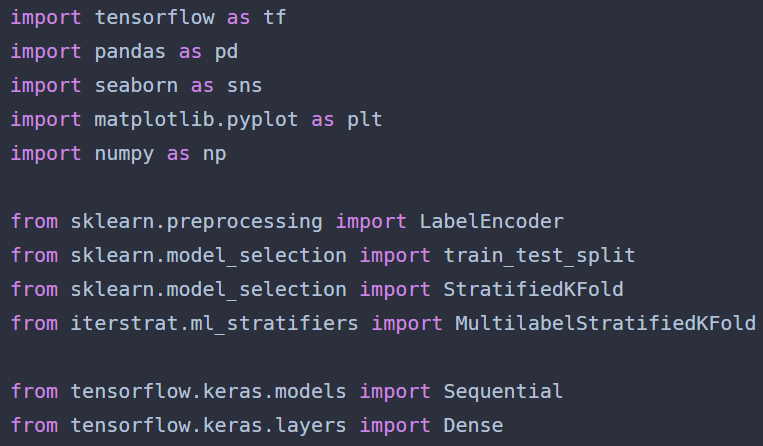 import tensorflow as tf
import pandas as pd
import seaborn as sns
import matplotlib.pyplot as plt
import numpy as np
from sklearn.preprocessing import LabelEncoder
from sklearn.model_selection import train_test_split
from sklearn.model_selection import StratifiedKFold
from iterstrat.ml_stratifiers import MultilabelStratifiedKFold
from tensorflow.keras.models import Sequential
from tensorflow.keras.layers import Dense